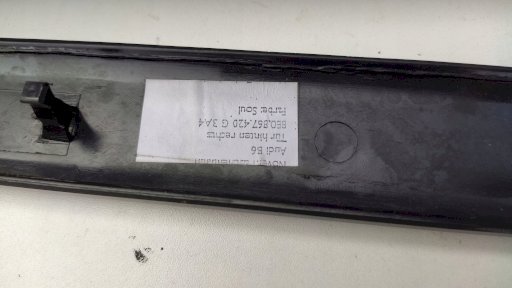 Audi B6
Tür hinten rechts
8E0.867.420 G 3A4
Farbe: Soul